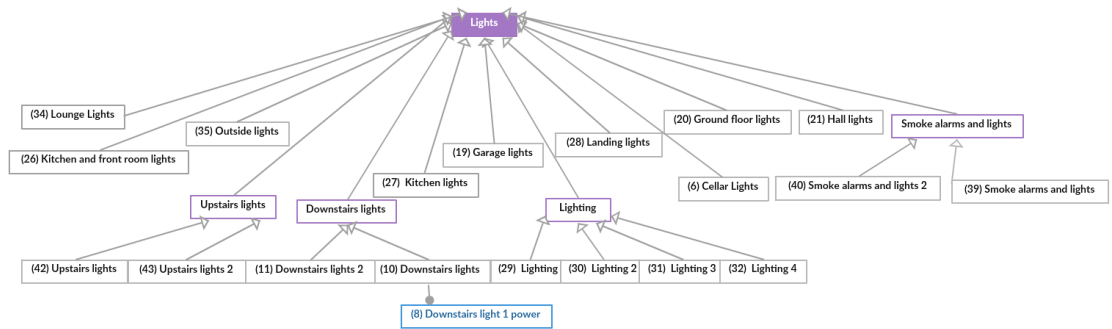 Lights
(34) Lounge Lights
(35) Outside lights
(26) Kitchen and front room lights
(27) Kitchen lights
(19) Garage lights
(28) Landing lights
(20) Ground floor lights
(21) Hall lights
Smoke alarms and lights
(6) Cellar Lights
(40) Smoke alarms and lights 2
(39) Smoke alarms and lights
Upstairs lights
Downstairs lights
Lighting
(42) Upstairs lights
(43) Upstairs lights 2
(11) Downstairs lights 2
(10) Downstairs lights
(29) Lighting
(30) Lighting 2
(31) Lighting 3
(32) Lighting 4
(8) Downstairs light 1 power